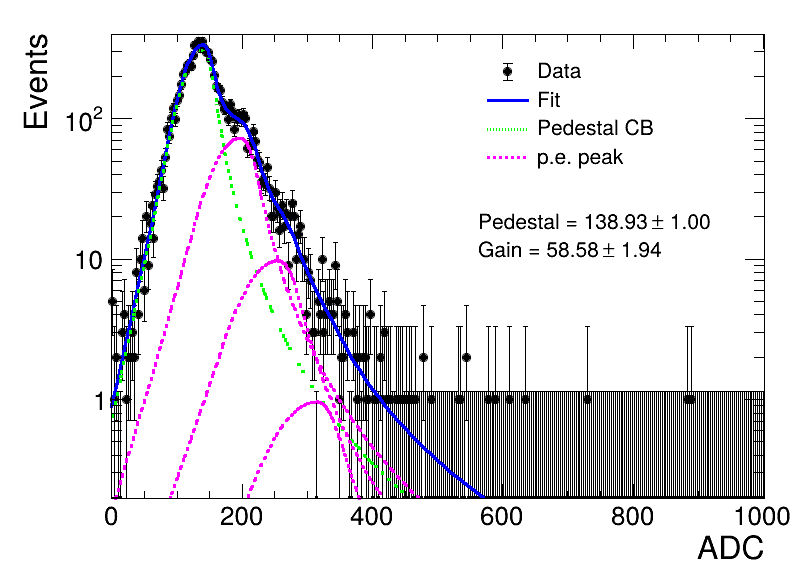 Events
10²
10
1
Data
Fit
Pedestal CB
p.e. peak
Pedestal = 138.93 ± 1.00
Gain = 58.58 ± 1.94
0 200 400 600 800 1000
ADC